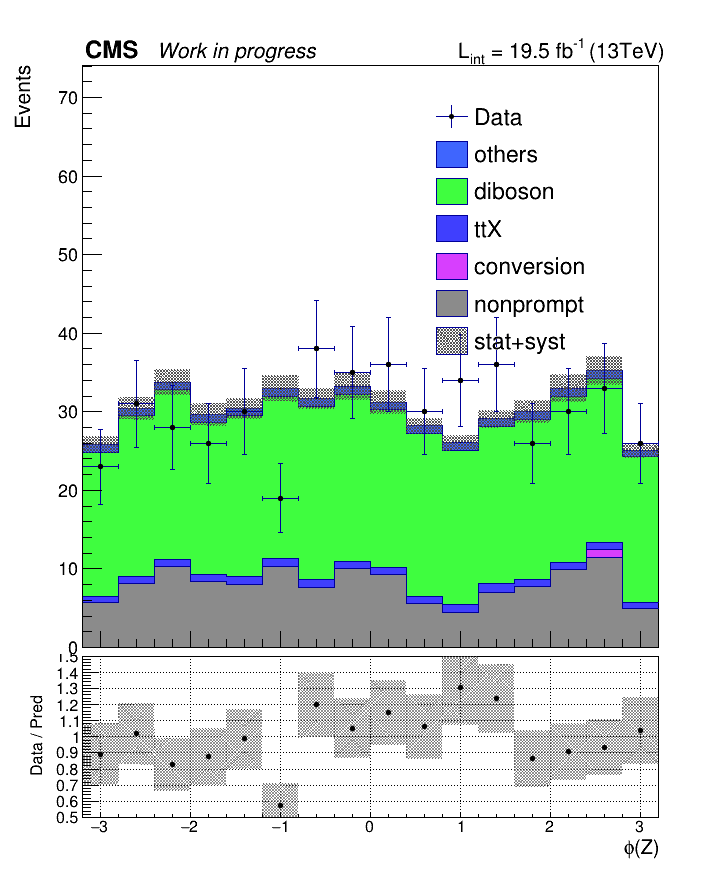 CMS Work in progress L_int = 19.5 fb^-1 (13TeV)
Events
70
60
50
40
30
20
10
0
Data
others
diboson
ttX
conversion
nonprompt
stat+syst
Data / Pred
1.5
1.4
1.3
1.2
1.1
1
0.9
0.8
0.7
0.6
0.5
−3 −2 −1 0 1 2 3
ϕ(Z)